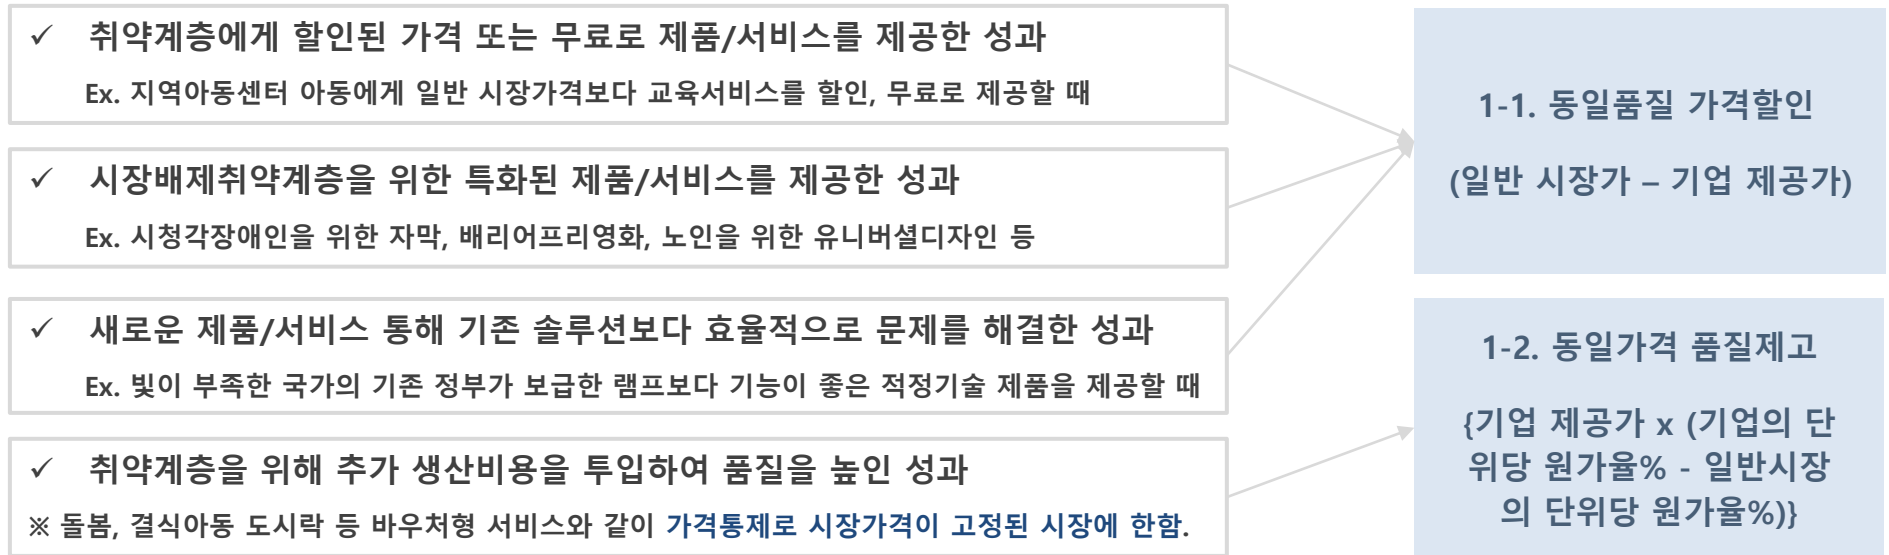 ✓ 취약계층에게 할인된 가격 또는 무료로 제품/서비스를 제공한 성과
Ex. 지역아동센터 아동에게 일반 시장가격보다 교육서비스를 할인, 무료로 제공할 때
✓ 시장배제취약계층을 위한 특화된 제품/서비스를 제공한 성과
Ex. 시청각장애인을 위한 자막, 배리어프리영화, 노인을 위한 유니버셜디자인 등
✓ 새로운 제품/서비스 통해 기존 솔루션보다 효율적으로 문제를 해결한 성과
Ex. 빛이 부족한 국가의 기존 정부가 보급한 램프보다 기능이 좋은 적정기술 제품을 제공할 때
✓ 취약계층을 위해 추가 생산비용을 투입하여 품질을 높인 성과
※ 돌봄, 결식아동 도시락 등 바우처형 서비스와 같이 가격통제로 시장가격이 고정된 시장에 한함.
1-1. 동일품질 가격할인
(일반 시장가 – 기업 제공가)
1-2. 동일가격 품질제고
{기업 제공가 x (기업의 단
위당 원가율% - 일반시장
의 단위당 원가율%)}